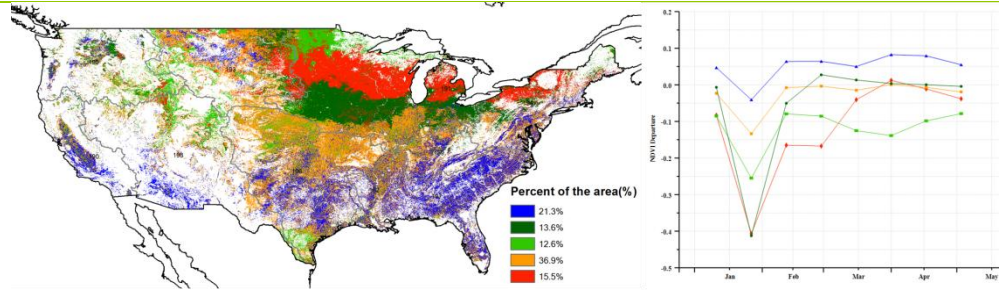 Percent of the area(%)
21.3%
13.6%
12.6%
36.9%
15.5%
NDVI Departure
0.2
0.1
0.0
-0.1
-0.2
-0.3
-0.4
-0.5
Jan
Feb
Mar
Apr
May